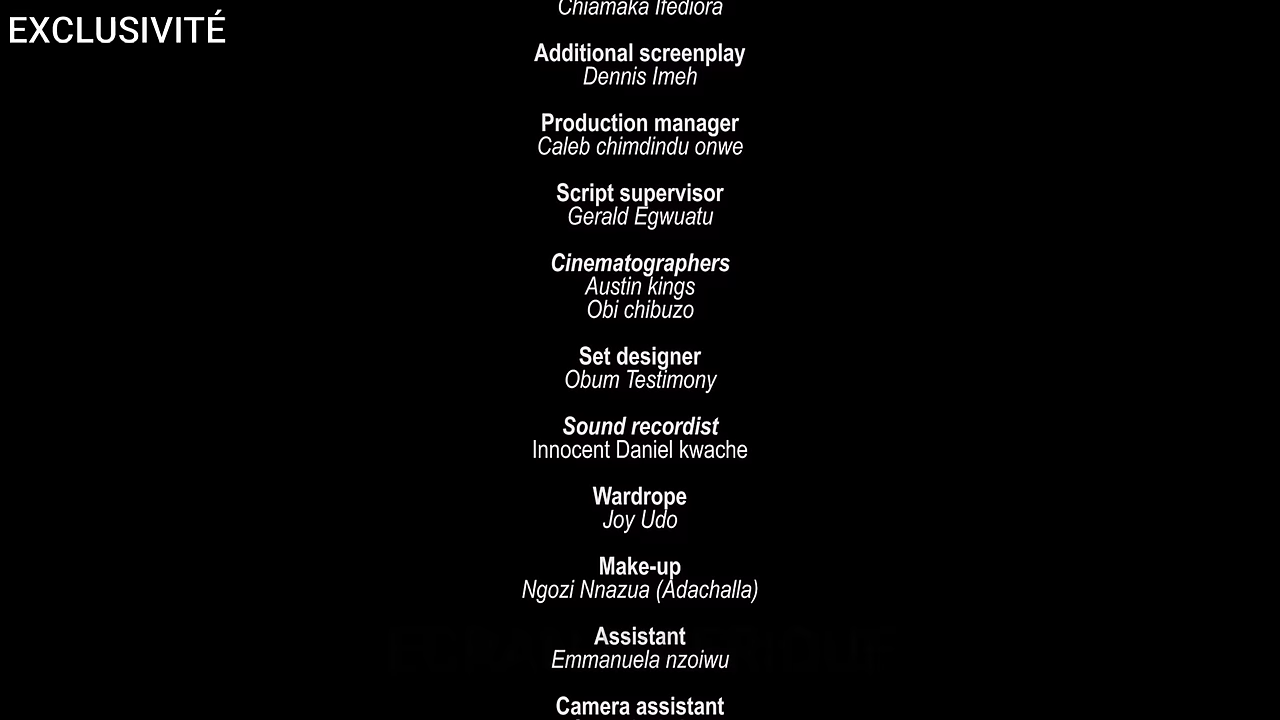 EXCLUSIVITÉ
Chiamaka Ifediora
Additional screenplay
Dennis Imeh
Production manager
Caleb chimdindu onwe
Script supervisor
Gerald Egwuatu
Cinematographers
Austin kings
Obi chibuzo
Set designer
Obum Testimony
Sound recordist
Innocent Daniel kwache
Wardrope
Joy Udo
Make-up
Ngozi Nnazua (Adachalla)
Assistant
Emmanuela nzoiwu
Camera assistant